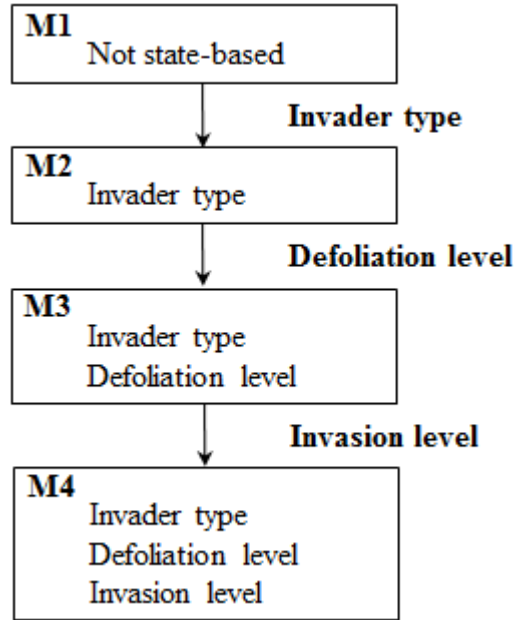 M1
Not state-based
Invader type
M2
Invader type
Defoliation level
M3
Invader type
Defoliation level
Invasion level
M4
Invader type
Defoliation level
Invasion level